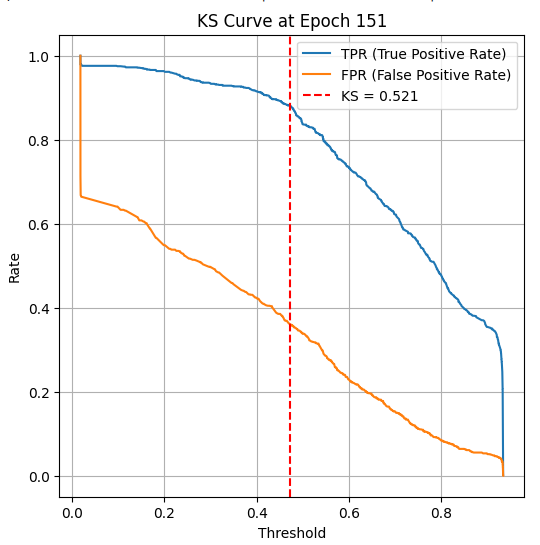 KS Curve at Epoch 151
TPR (True Positive Rate)
FPR (False Positive Rate)
KS = 0.521
Rate
1.0
0.8
0.6
0.4
0.2
0.0
0.0 0.2 0.4 0.6 0.8
Threshold